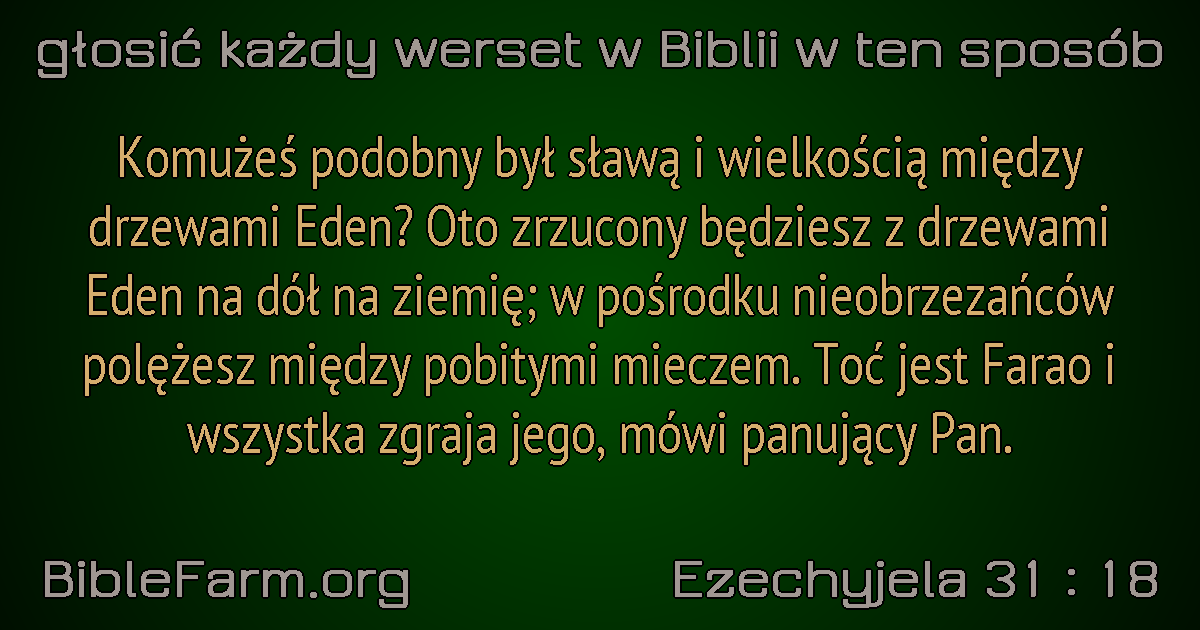 głosić każdy werset w Biblii w ten sposób
Komużeś podobny był sławą i wielkością między
drzewami Eden? Oto zrzucony będziesz z drzewami
Eden na dół na ziemię; w pośrodku nieobrzezańców
polężesz między pobitymi mieczem. Toć jest Farao i
wszystka zgraja jego, mówi panujący Pan.
BibleFarm.org
Ezechyjela 31 : 18